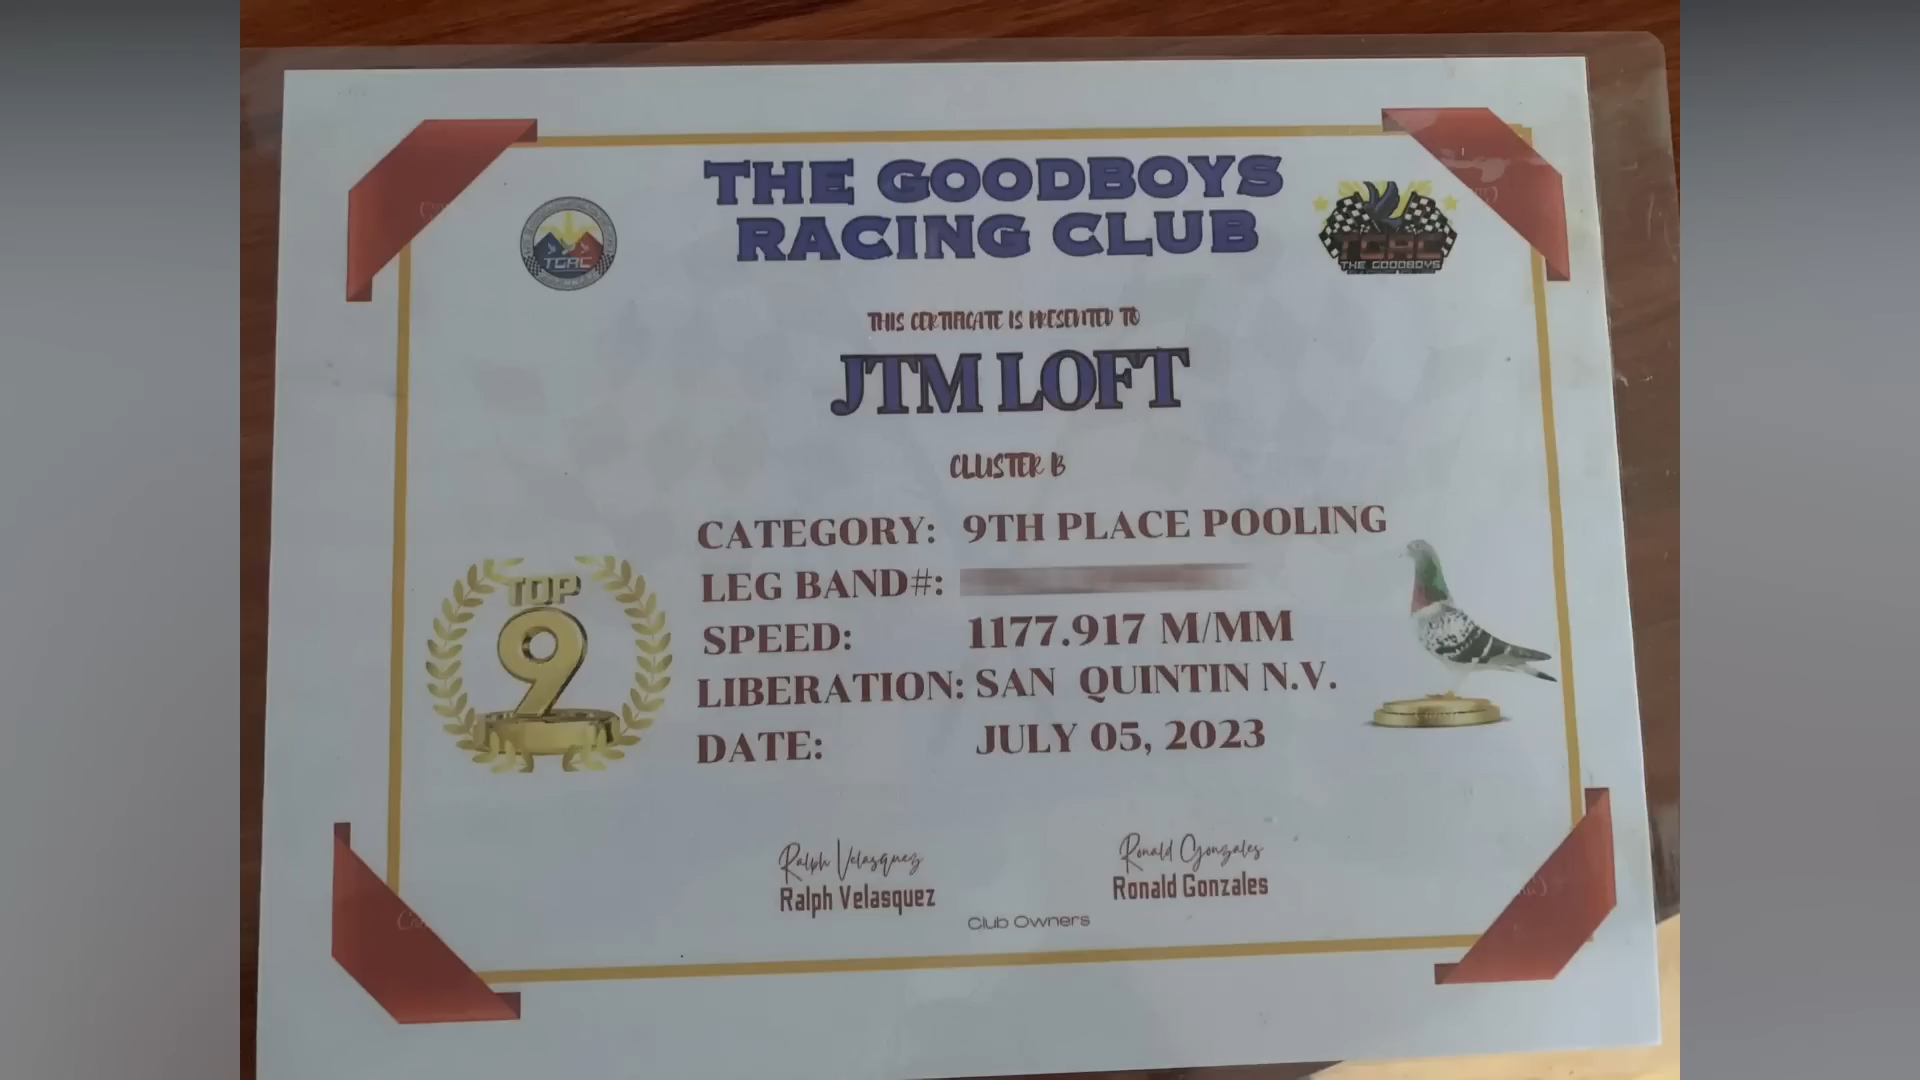 THE GOODBOYS
RACING CLUB
TGRC
TGRC
THE GOODBOYS
THIS CERTIFICATE IS PRESENTED TO
JTM LOFT
CLUSTER B
CATEGORY: 9TH PLACE POOLING
LEG BAND#:
SPEED: 1177.917 M/MM
LIBERATION: SAN QUINTIN N.V.
DATE: JULY 05, 2023
TOP
9
Ralph Velasquez
Ralph Velasquez
Ronald Gonzales
Ronald Gonzales
Club Owners